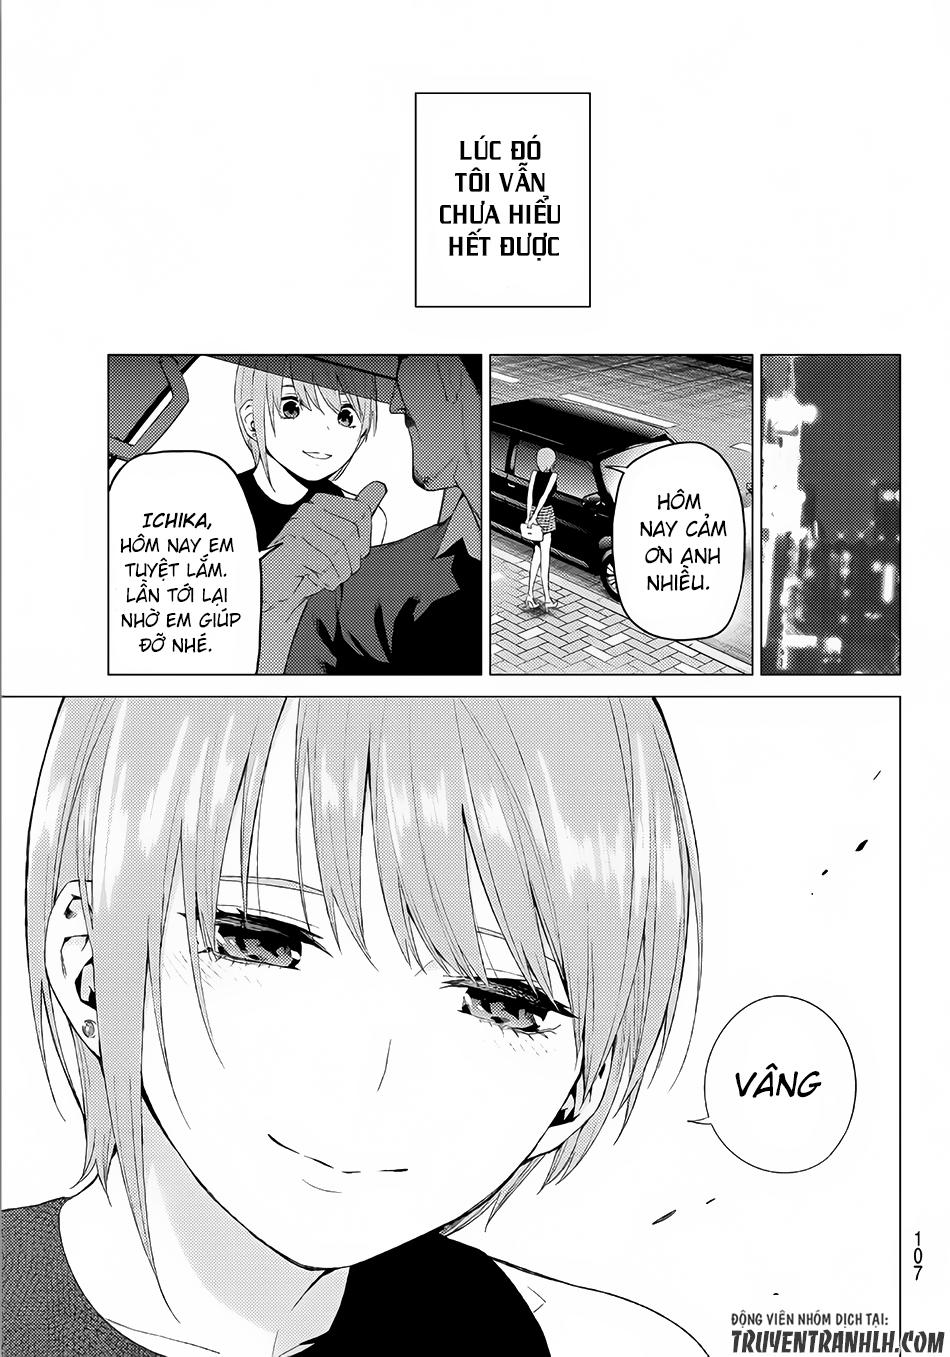 LÚC ĐÓ
TÔI VẪN
CHƯA HIỂU
HẾT ĐƯỢC
HÔM
NAY CẢM
ƠN ANH
NHIỀU.
ICHIKA,
HÔM NAY EM
TUYỆT LẮM.
LẦN TỚI LẠI
NHỜ EM GIÚP
ĐỠ NHÉ.
VÂNG
107
ĐỘNG VIÊN NHÓM DỊCH TẠI:
TRUYENTRANHLH.COM